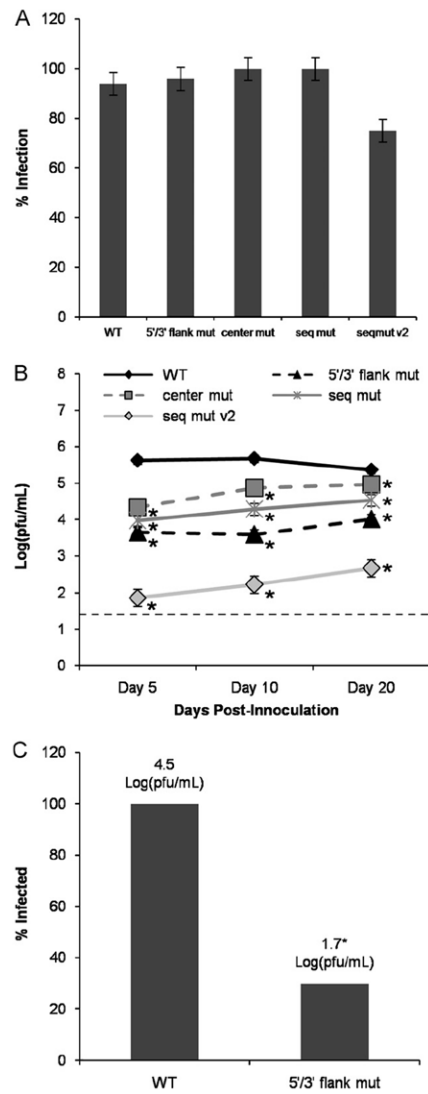 A
120
100
80
60
40
20
0
% Infection
WT
5'/3' flank mut
center mut
seq mut
seqmut v2
B
WT
5'/3' flank mut
center mut
seq mut
seq mut v2
8
7
6
5
4
3
2
1
0
Log(pfu/mL)
*
*
*
*
*
*
*
*
*
*
*
*
Day 5
Day 10
Day 20
Days Post-Innoculation
C
120
100
80
60
40
20
0
% Infected
4.5
Log(pfu/mL)
1.7*
Log(pfu/mL)
WT
5'/3' flank mut